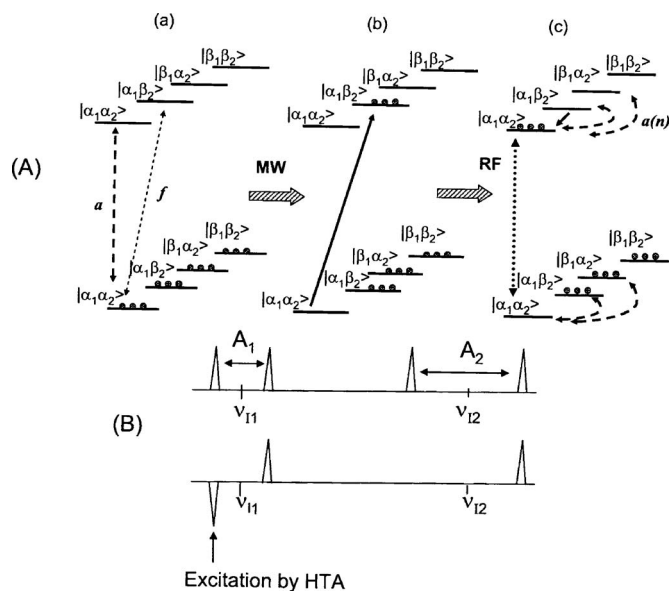 (a)
(b)
(c)
|β₁β₂>
|β₁α₂>
|α₁β₂>
|α₁α₂>
|β₁β₂>
|β₁α₂>
|α₁β₂>
|α₁α₂>
|β₁β₂>
|β₁α₂>
|α₁β₂>
|α₁α₂>
a(n)
(A)
a
f
MW
RF
|β₁β₂>
|β₁α₂>
|α₁β₂>
|α₁α₂>
|β₁β₂>
|β₁α₂>
|α₁β₂>
|α₁α₂>
|β₁β₂>
|β₁α₂>
|α₁β₂>
|α₁α₂>
A₁
A₂
νI1
νI2
(B)
νI1
νI2
Excitation by HTA